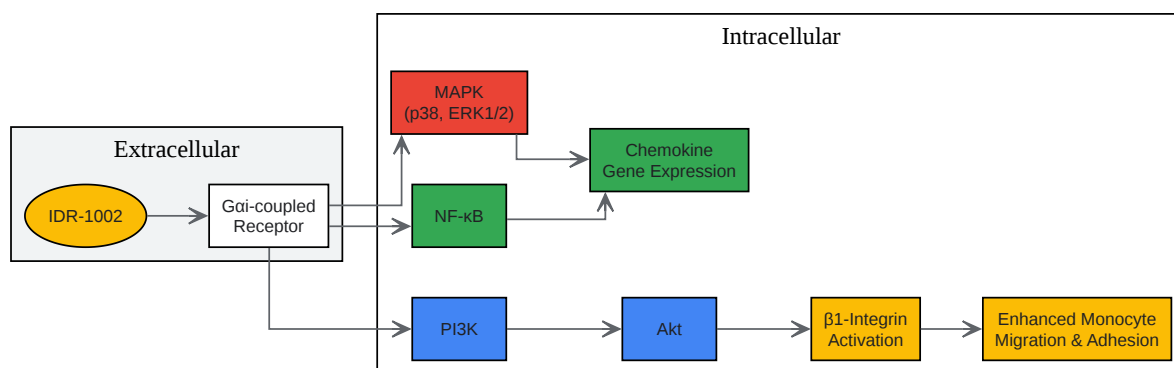 Intracellular
MAPK
(p38, ERK1/2)
Extracellular
Chemokine
Gene Expression
IDR-1002
Gαi-coupled
Receptor
NF-κB
PI3K
Akt
β1-Integrin
Activation
Enhanced Monocyte
Migration & Adhesion